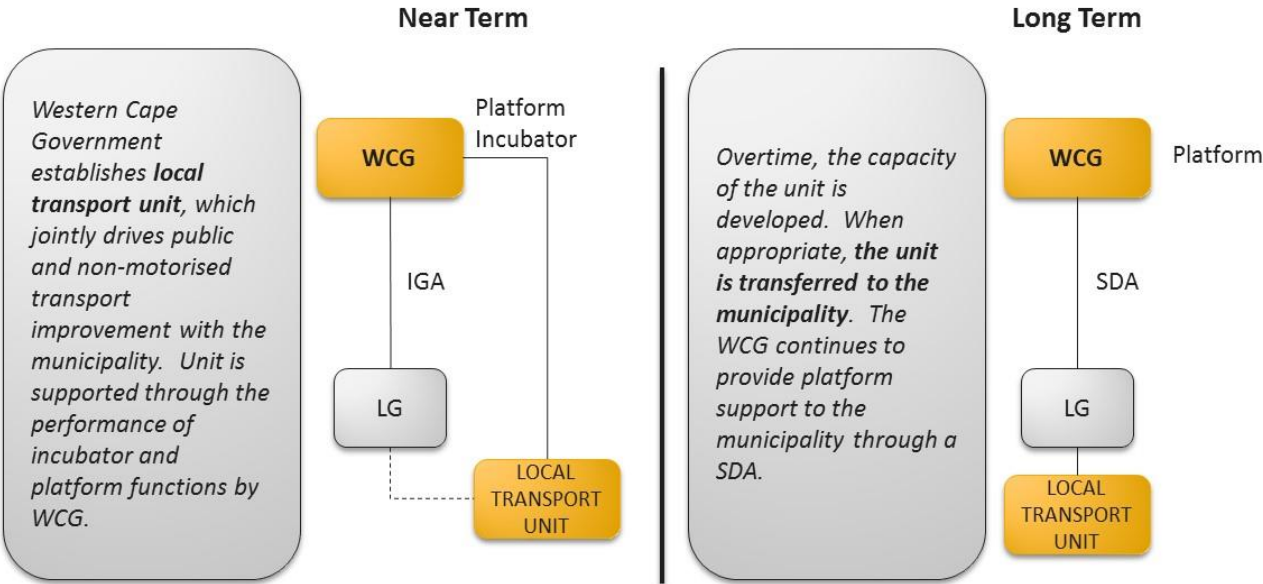 Near Term
Western Cape
Government
establishes local
transport unit, which
jointly drives public
and non-motorised
transport
improvement with the
municipality. Unit is
supported through the
performance of
incubator and
platform functions by
WCG.
WCG
Platform
Incubator
IGA
LG
LOCAL
TRANSPORT
UNIT
Long Term
Overtime, the capacity
of the unit is
developed. When
appropriate, the unit
is transferred to the
municipality. The
WCG continues to
provide platform
support to the
municipality through a
SDA.
WCG
Platform
SDA
LG
LOCAL
TRANSPORT
UNIT